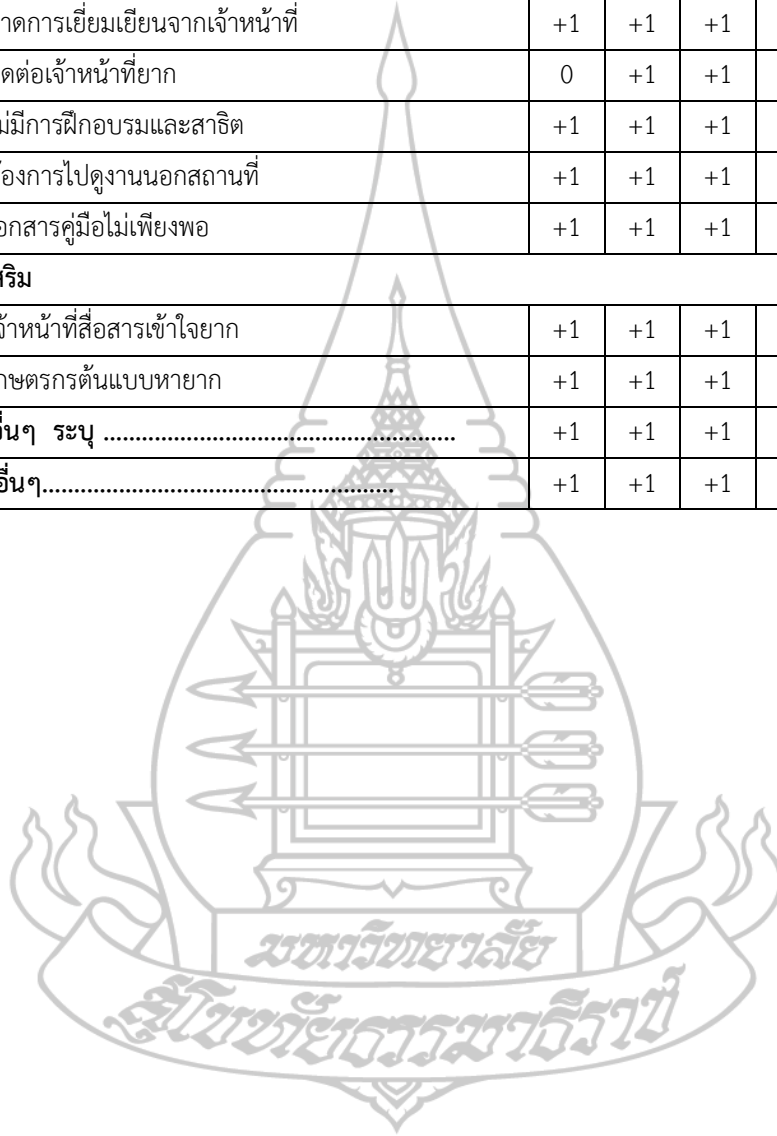 าดการเยี่ยมเยียนจากเจ้าหน้าที่ +1 +1 +1
ดต่อเจ้าหน้าที่ยาก 0 +1 +1
ม่มีการฝึกอบรมและสาธิต +1 +1 +1
้องการไปดูงานนอกสถานที่ +1 +1 +1
อกสารคู่มือไม่เพียงพอ +1 +1 +1
สริม
จ้าหน้าที่สื่อสารเข้าใจยาก +1 +1 +1
กษตรกรต้นแบบหายาก +1 +1 +1
อื่นๆ ระบุ ....................................................... +1 +1 +1
อื่นๆ....................................................... +1 +1 +1
มหาวิทยาลัย
สุโขทัยธรรมาธิราช